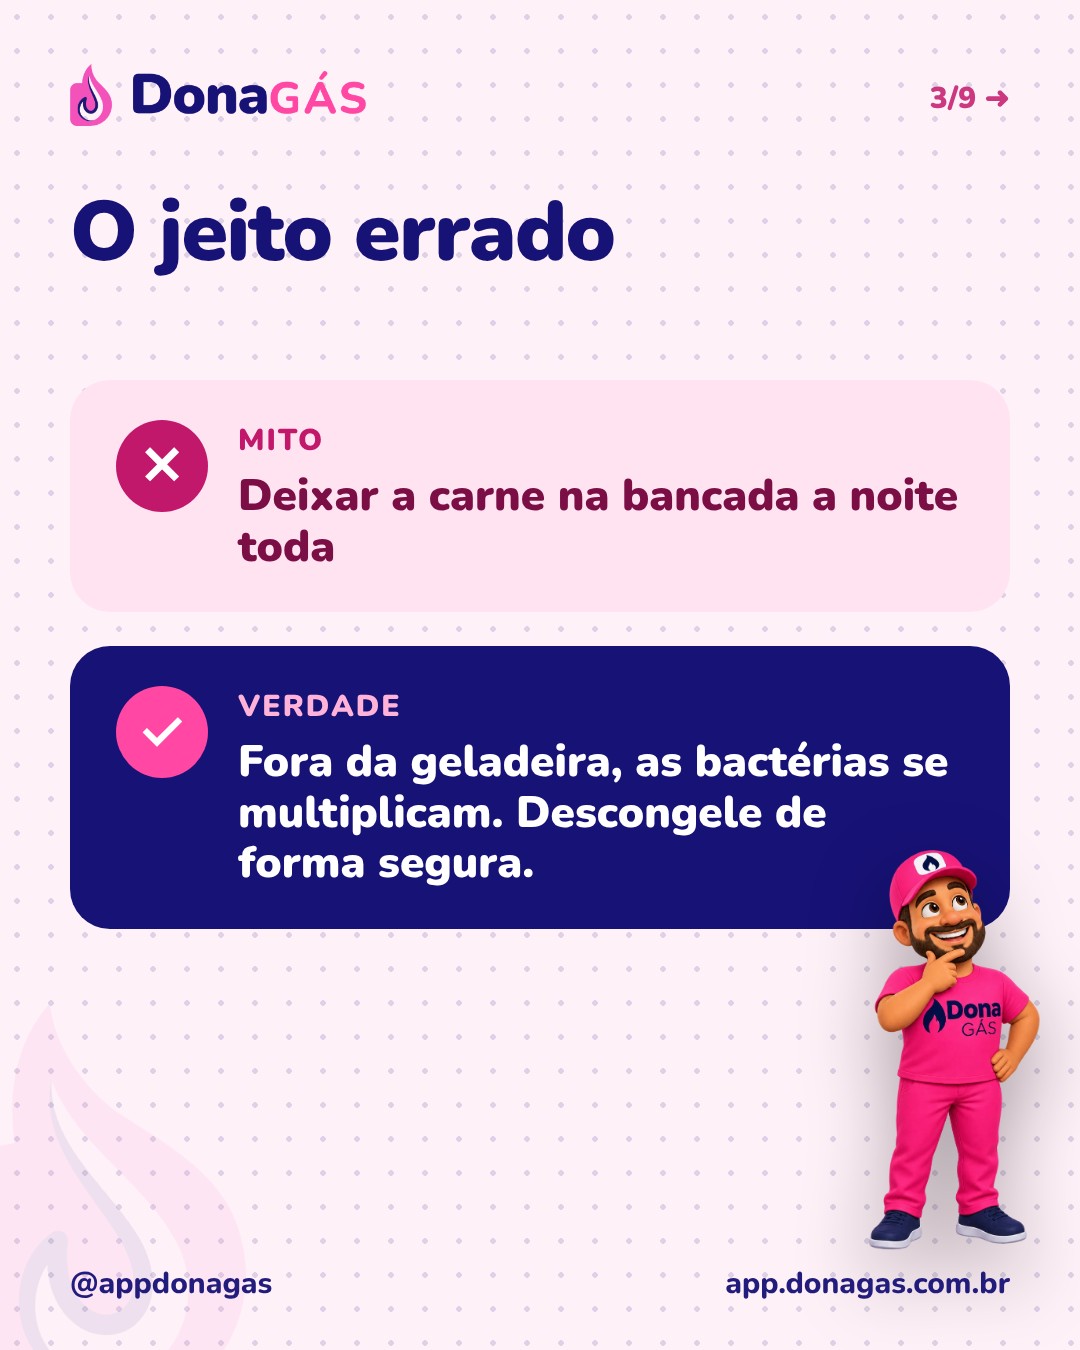 DonaGÁS
3/9 →
O jeito errado
MITO
Deixar a carne na bancada a noite
toda
VERDADE
Fora da geladeira, as bactérias se
multiplicam. Descongele de
forma segura.
Dona
GÁS
@appdonagas
app.donagas.com.br